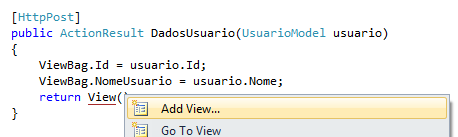 [HttpPost]
public ActionResult DadosUsuario(UsuarioModel usuario)
{
ViewBag.Id = usuario.Id;
ViewBag.NomeUsuario = usuario.Nome;
return View(
Add View...
}
Go To View